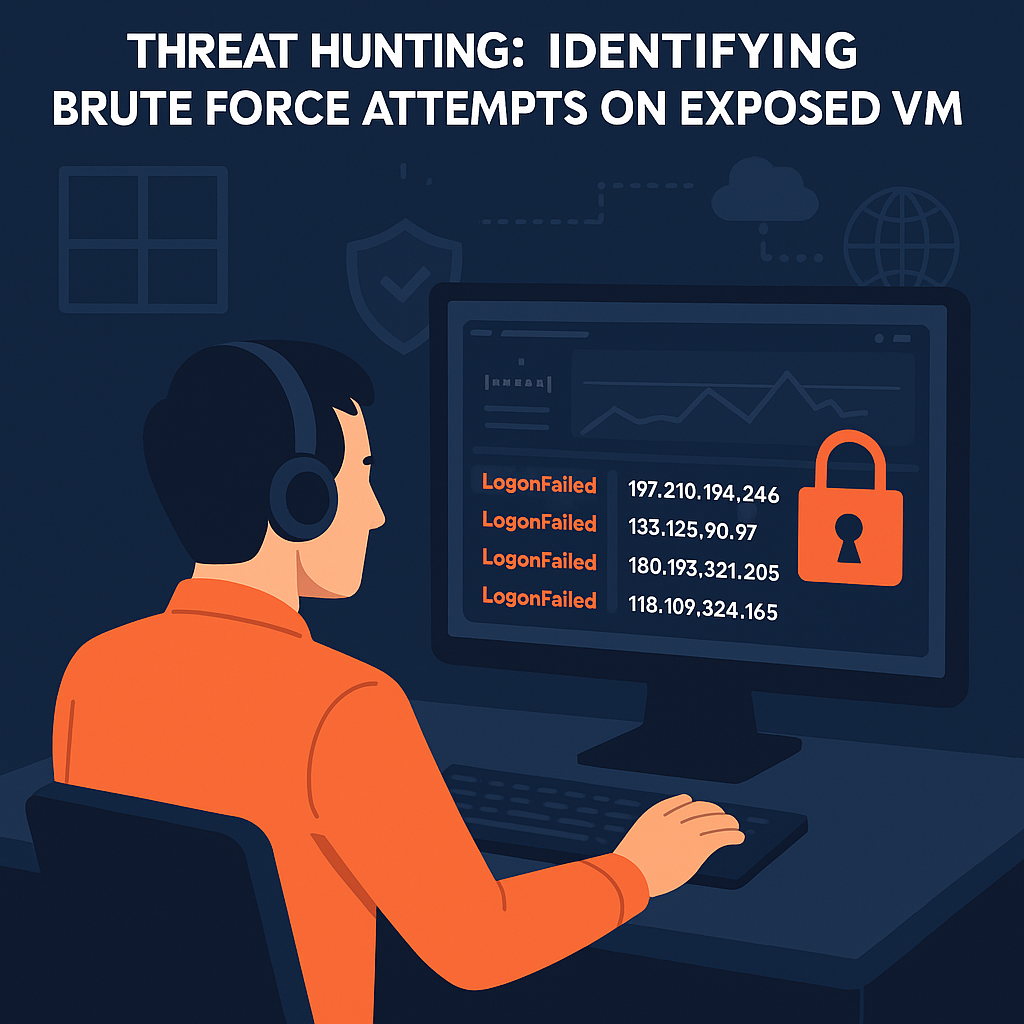 THREAT HUNTING: IDENTIFYING
BRUTE FORCE ATTEMPTS ON EXPOSED VM
LogonFailed 197.210.194,246
LogonFailed 133.125,90.97
LogonFailed 180.193,321.205
LogonFailed 118.109,324.165